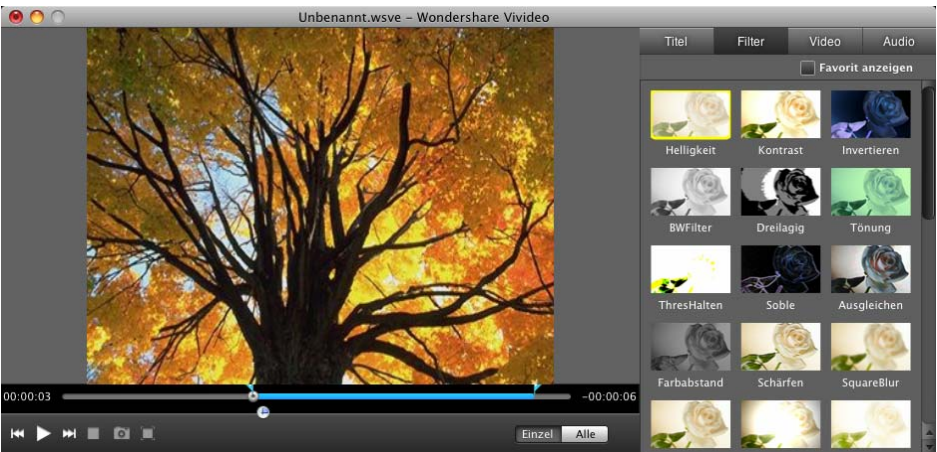 Unbenannt.wsve – Wondershare Vivideo
Titel Filter Video Audio
Favorit anzeigen
Helligkeit Kontrast Invertieren
BWFilter Dreilagig Tönung
ThresHalten Soble Ausgleichen
Farbabstand Schärfen SquareBlur
00:00:03 -00:00:06
Einzel Alle